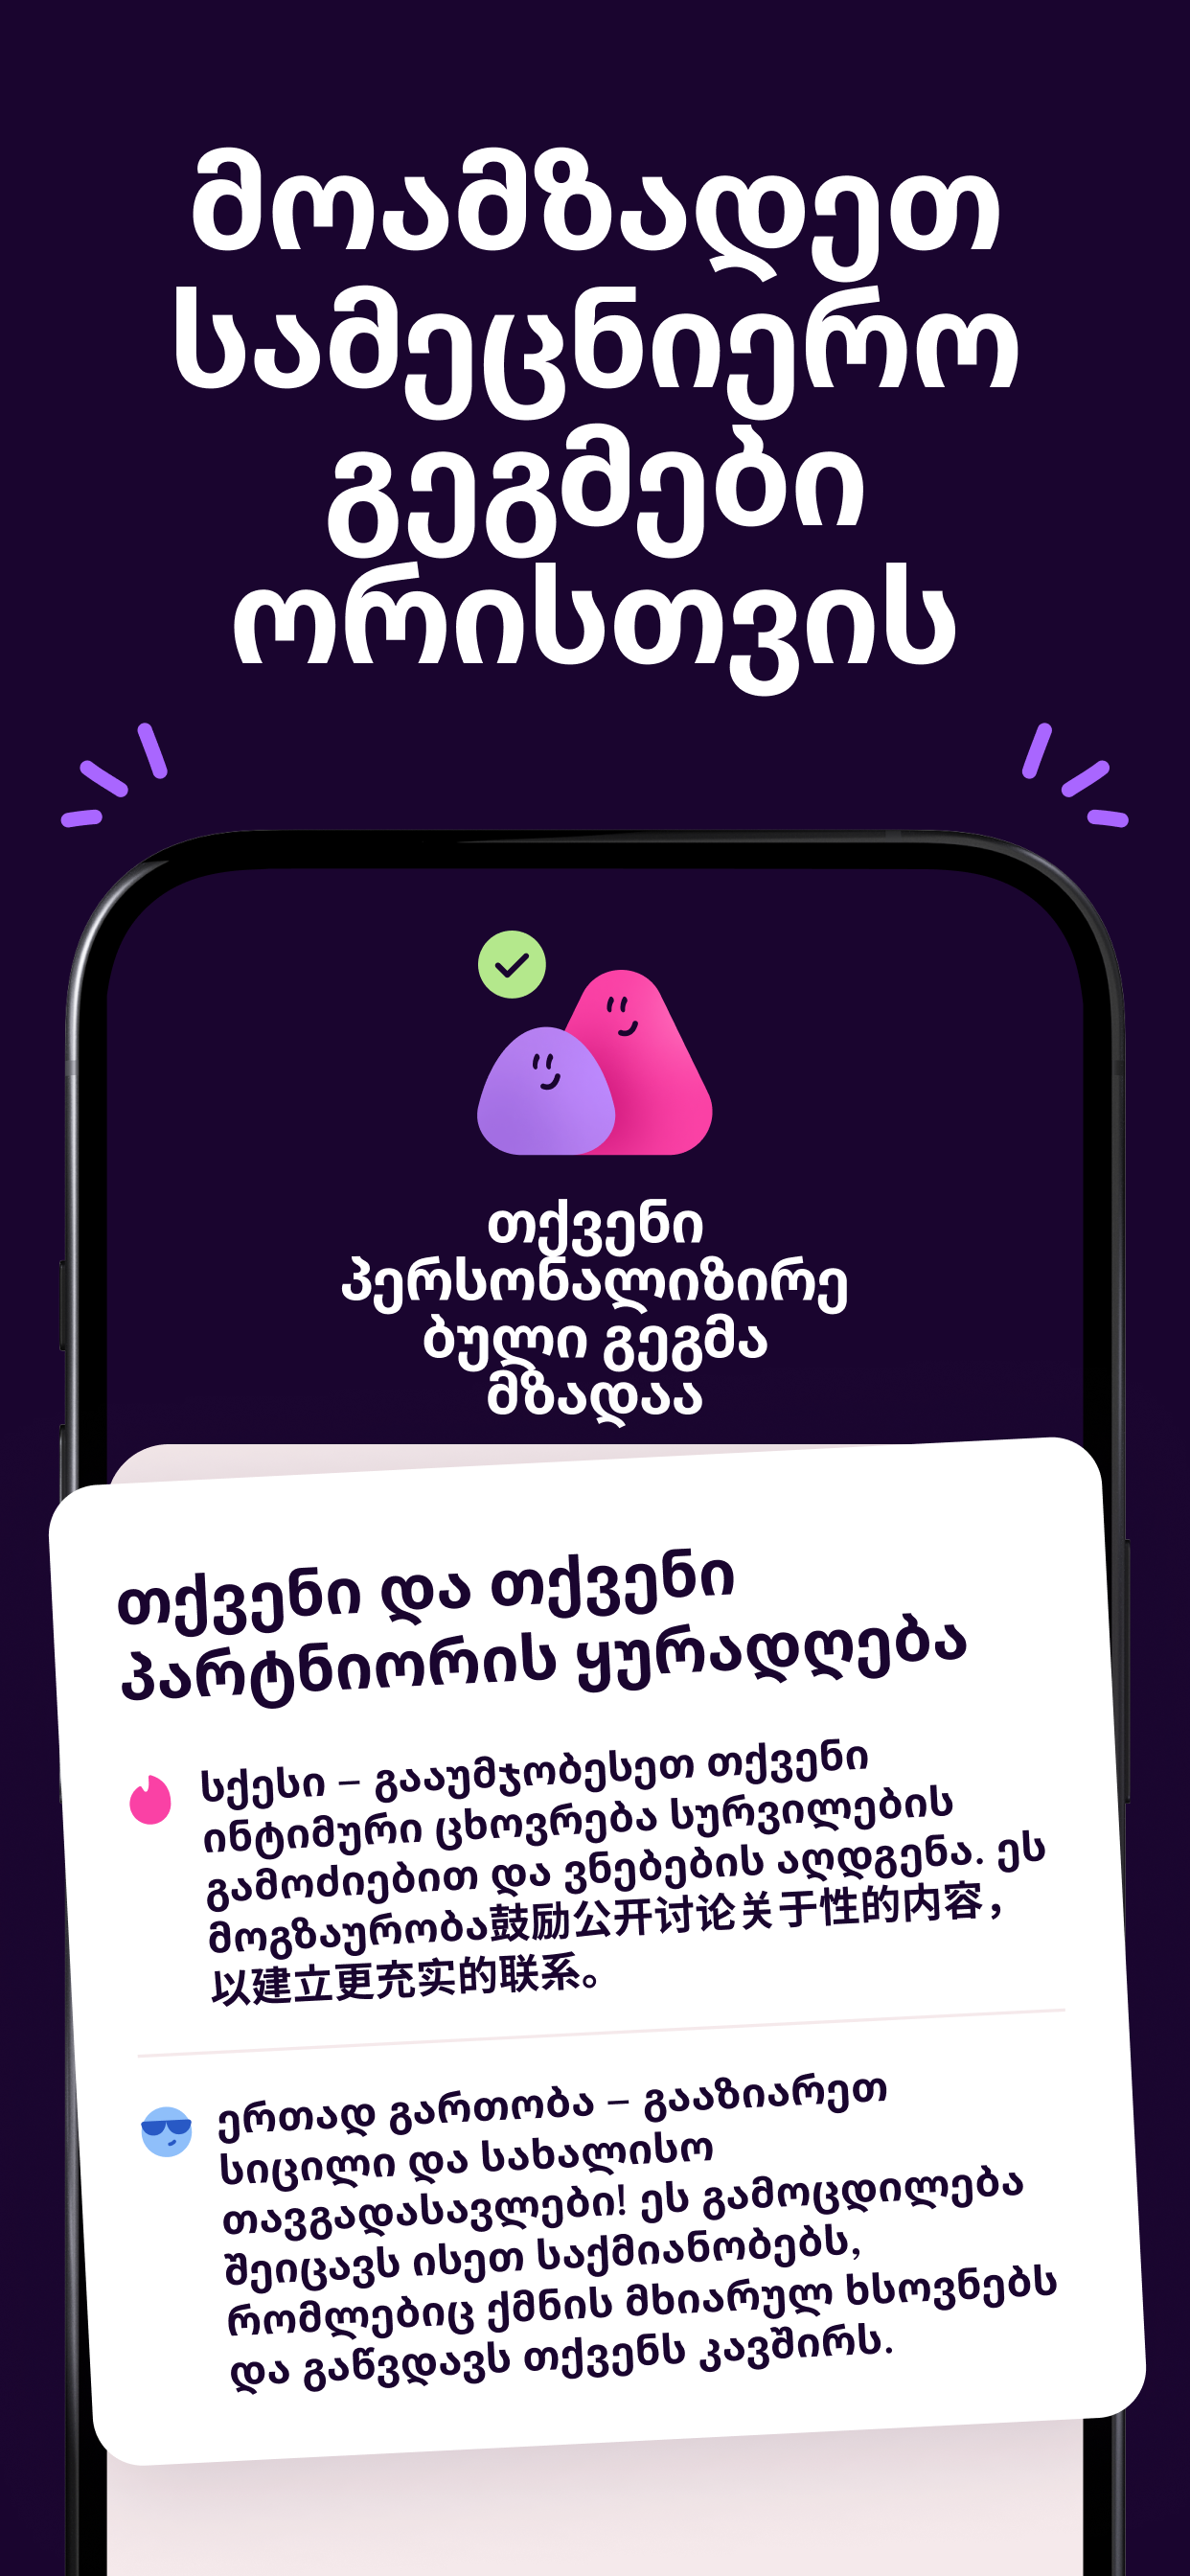 მოამზადეთ
სამეცნიერო
გეგმები
ორისთვის
თქვენი
პერსონალიზირე
ბული გეგმა
მზადაა
თქვენი და თქვენი
პარტნიორის ყურადღება
სქესი – გააუმჯობესეთ თქვენი
ინტიმური ცხოვრება სურვილების
გამოძიებით და ვნებების აღდგენა. ეს
მოგზაურობა鼓励公开讨论关于性的内容，
以建立更充实的联系。
ერთად გართობა – გააზიარეთ
სიცილი და სახალისო
თავგადასავლები! ეს გამოცდილება
შეიცავს ისეთ საქმიანობებს,
რომლებიც ქმნის მხიარულ ხსოვნებს
და გაწვდავს თქვენს კავშირს.